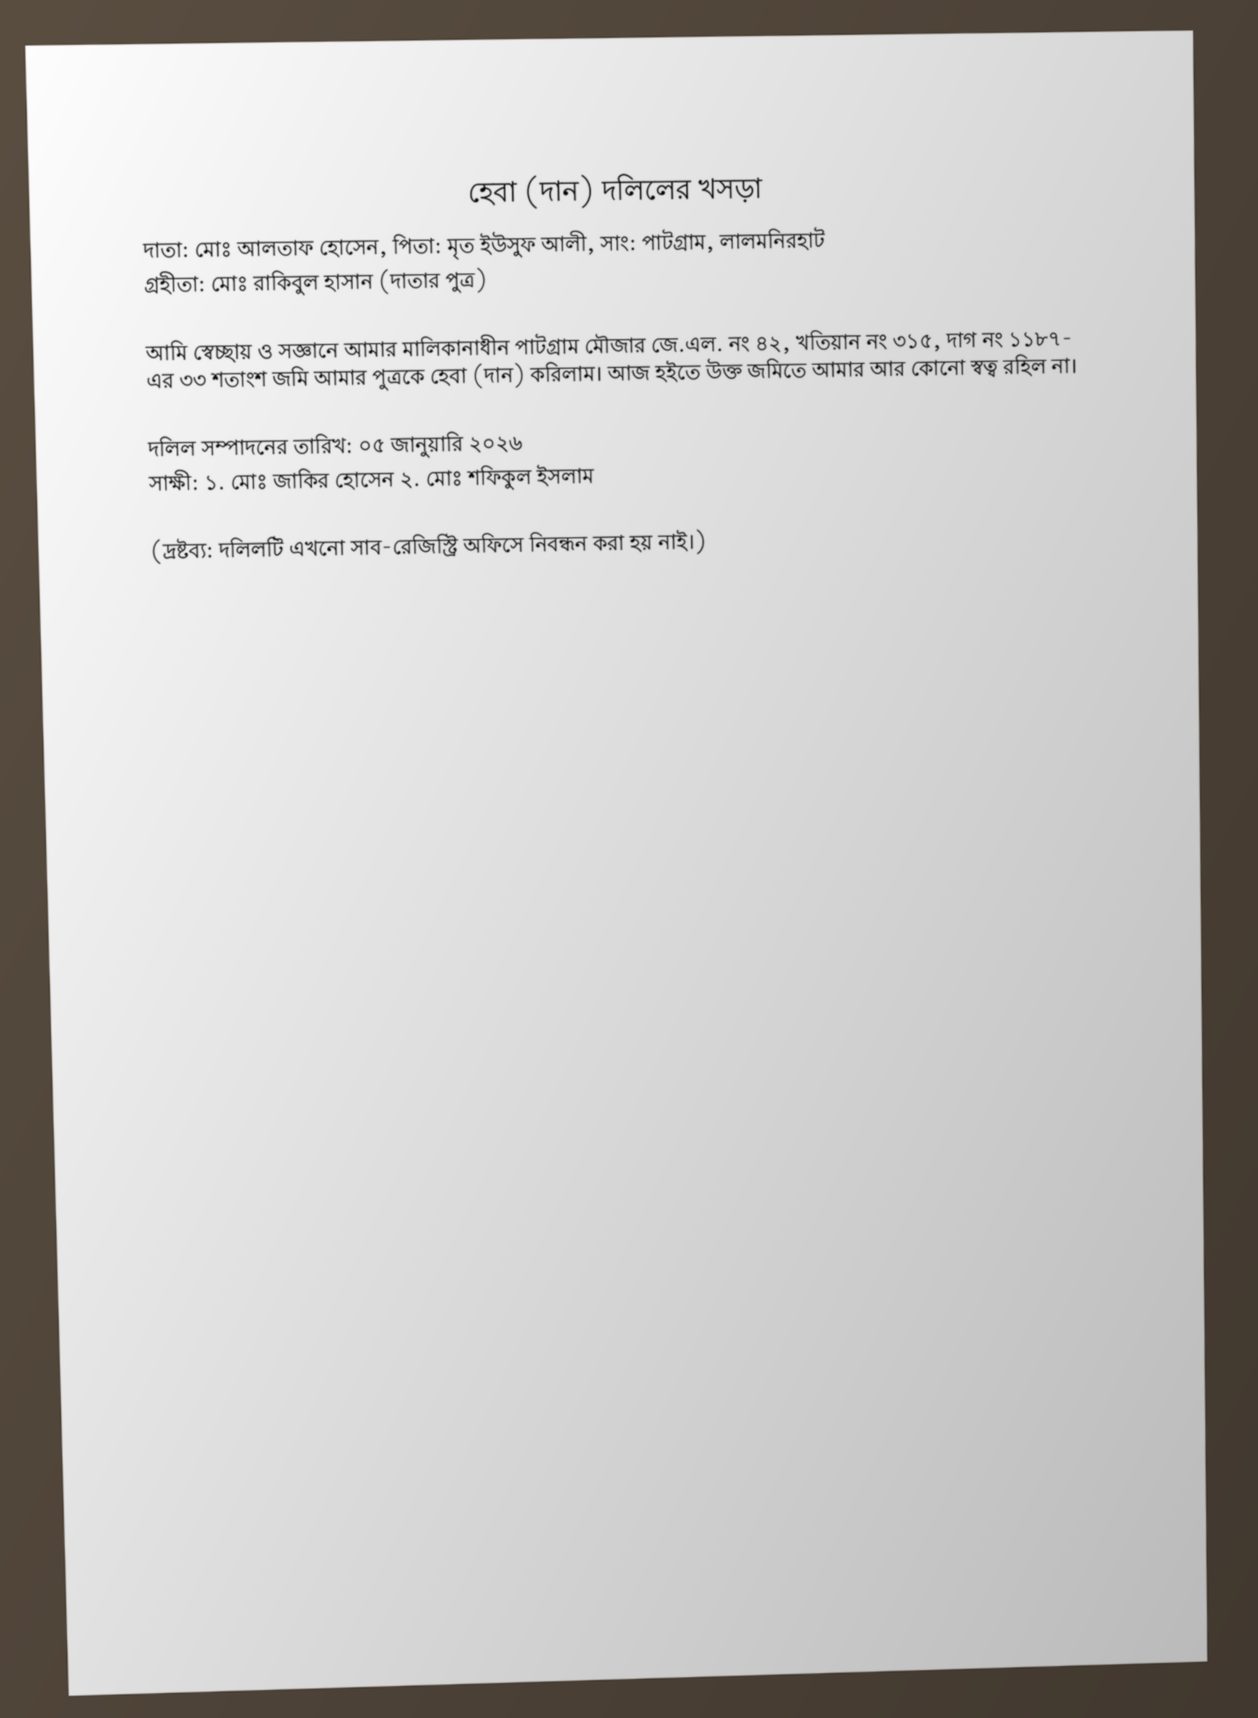 হেবা (দান) দলিলের খসড়া
দাতা: মোঃ আলতাফ হোসেন, পিতা: মৃত ইউসুফ আলী, সাং: পাটগ্রাম, লালমনিরহাট
গ্রহীতা: মোঃ রাকিবুল হাসান (দাতার পুত্র)
আমি স্বেচ্ছায় ও সজ্ঞানে আমার মালিকানাধীন পাটগ্রাম মৌজার জে.এল. নং ৪২, খতিয়ান নং ৩১৫, দাগ নং ১১৮৭-
এর ৩৩ শতাংশ জমি আমার পুত্রকে হেবা (দান) করিলাম। আজ হইতে উক্ত জমিতে আমার আর কোনো স্বত্ব রহিল না।
দলিল সম্পাদনের তারিখ: ০৫ জানুয়ারি ২০২৬
সাক্ষী: ১. মোঃ জাকির হোসেন ২. মোঃ শফিকুল ইসলাম
(দ্রষ্টব্য: দলিলটি এখনো সাব-রেজিস্ট্রি অফিসে নিবন্ধন করা হয় নাই।)